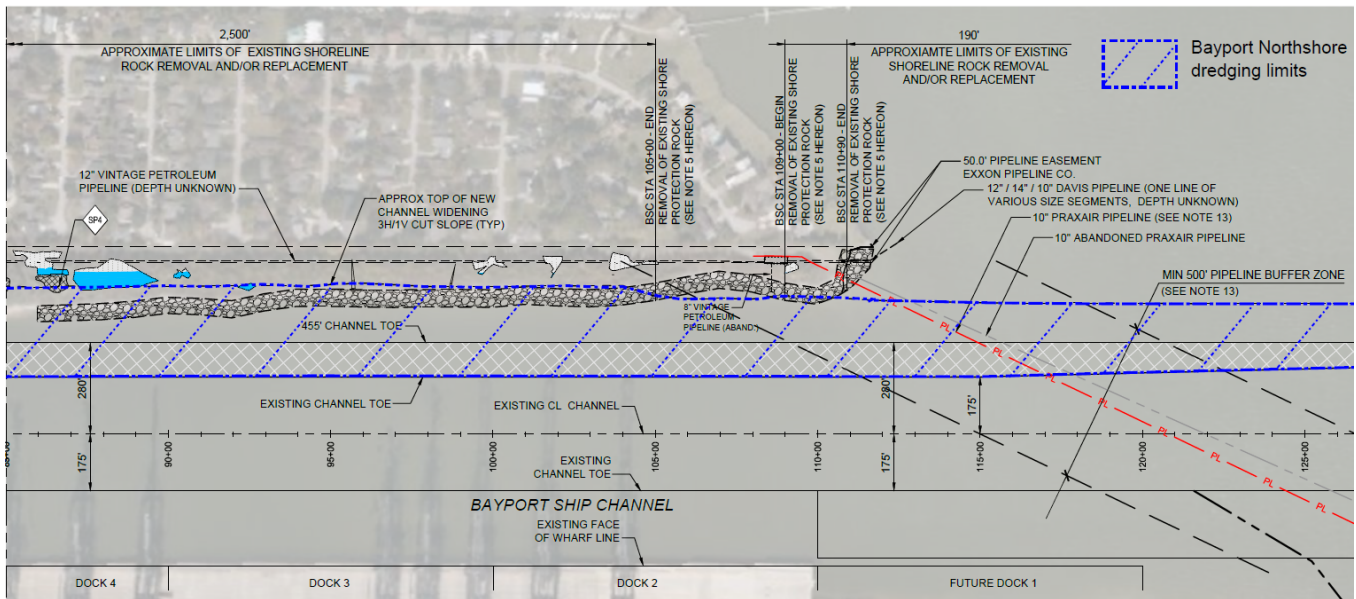 2,500'
APPROXIMATE LIMITS OF EXISTING SHORELINE
ROCK REMOVAL AND/OR REPLACEMENT
190'
APPROXIAMTE LIMITS OF EXISTING
SHORELINE ROCK REMOVAL
AND/OR REPLACEMENT
Bayport Northshore
dredging limits
BSC STA 105+00 - END
REMOVAL OF EXISTING SHORE
PROTECTION ROCK
(SEE NOTE 5 HEREON)
BSC STA 109+00 - BEGIN
REMOVAL OF EXISTING SHORE
PROTECTION ROCK
(SEE NOTE 5 HEREON)
BSC STA 110+90 - END
REMOVAL OF EXISTING SHORE
PROTECTION ROCK
(SEE NOTE 5 HEREON)
50.0' PIPELINE EASEMENT
EXXON PIPELINE CO.
12" / 14" / 10" DAVIS PIPELINE (ONE LINE OF
VARIOUS SIZE SEGMENTS, DEPTH UNKNOWN)
10" PRAXAIR PIPELINE (SEE NOTE 13)
10" ABANDONED PRAXAIR PIPELINE
12" VINTAGE PETROLEUM
PIPELINE (DEPTH UNKNOWN)
SP4
APPROX TOP OF NEW
CHANNEL WIDENING
3H/1V CUT SLOPE (TYP)
MIN 500' PIPELINE BUFFER ZONE
(SEE NOTE 13)
8" VINTAGE
PETROLEUM
PIPELINE (ABAND.)
455' CHANNEL TOE
PL
PL
PL
PL
PL
PL
PL
PL
PL
280'
280'
175'
EXISTING CHANNEL TOE
EXISTING CL CHANNEL
90+00
95+00
100+00
105+00
110+00
115+00
120+00
125+00
175'
175'
EXISTING
CHANNEL TOE
BAYPORT SHIP CHANNEL
EXISTING FACE
OF WHARF LINE
DOCK 4
DOCK 3
DOCK 2
FUTURE DOCK 1